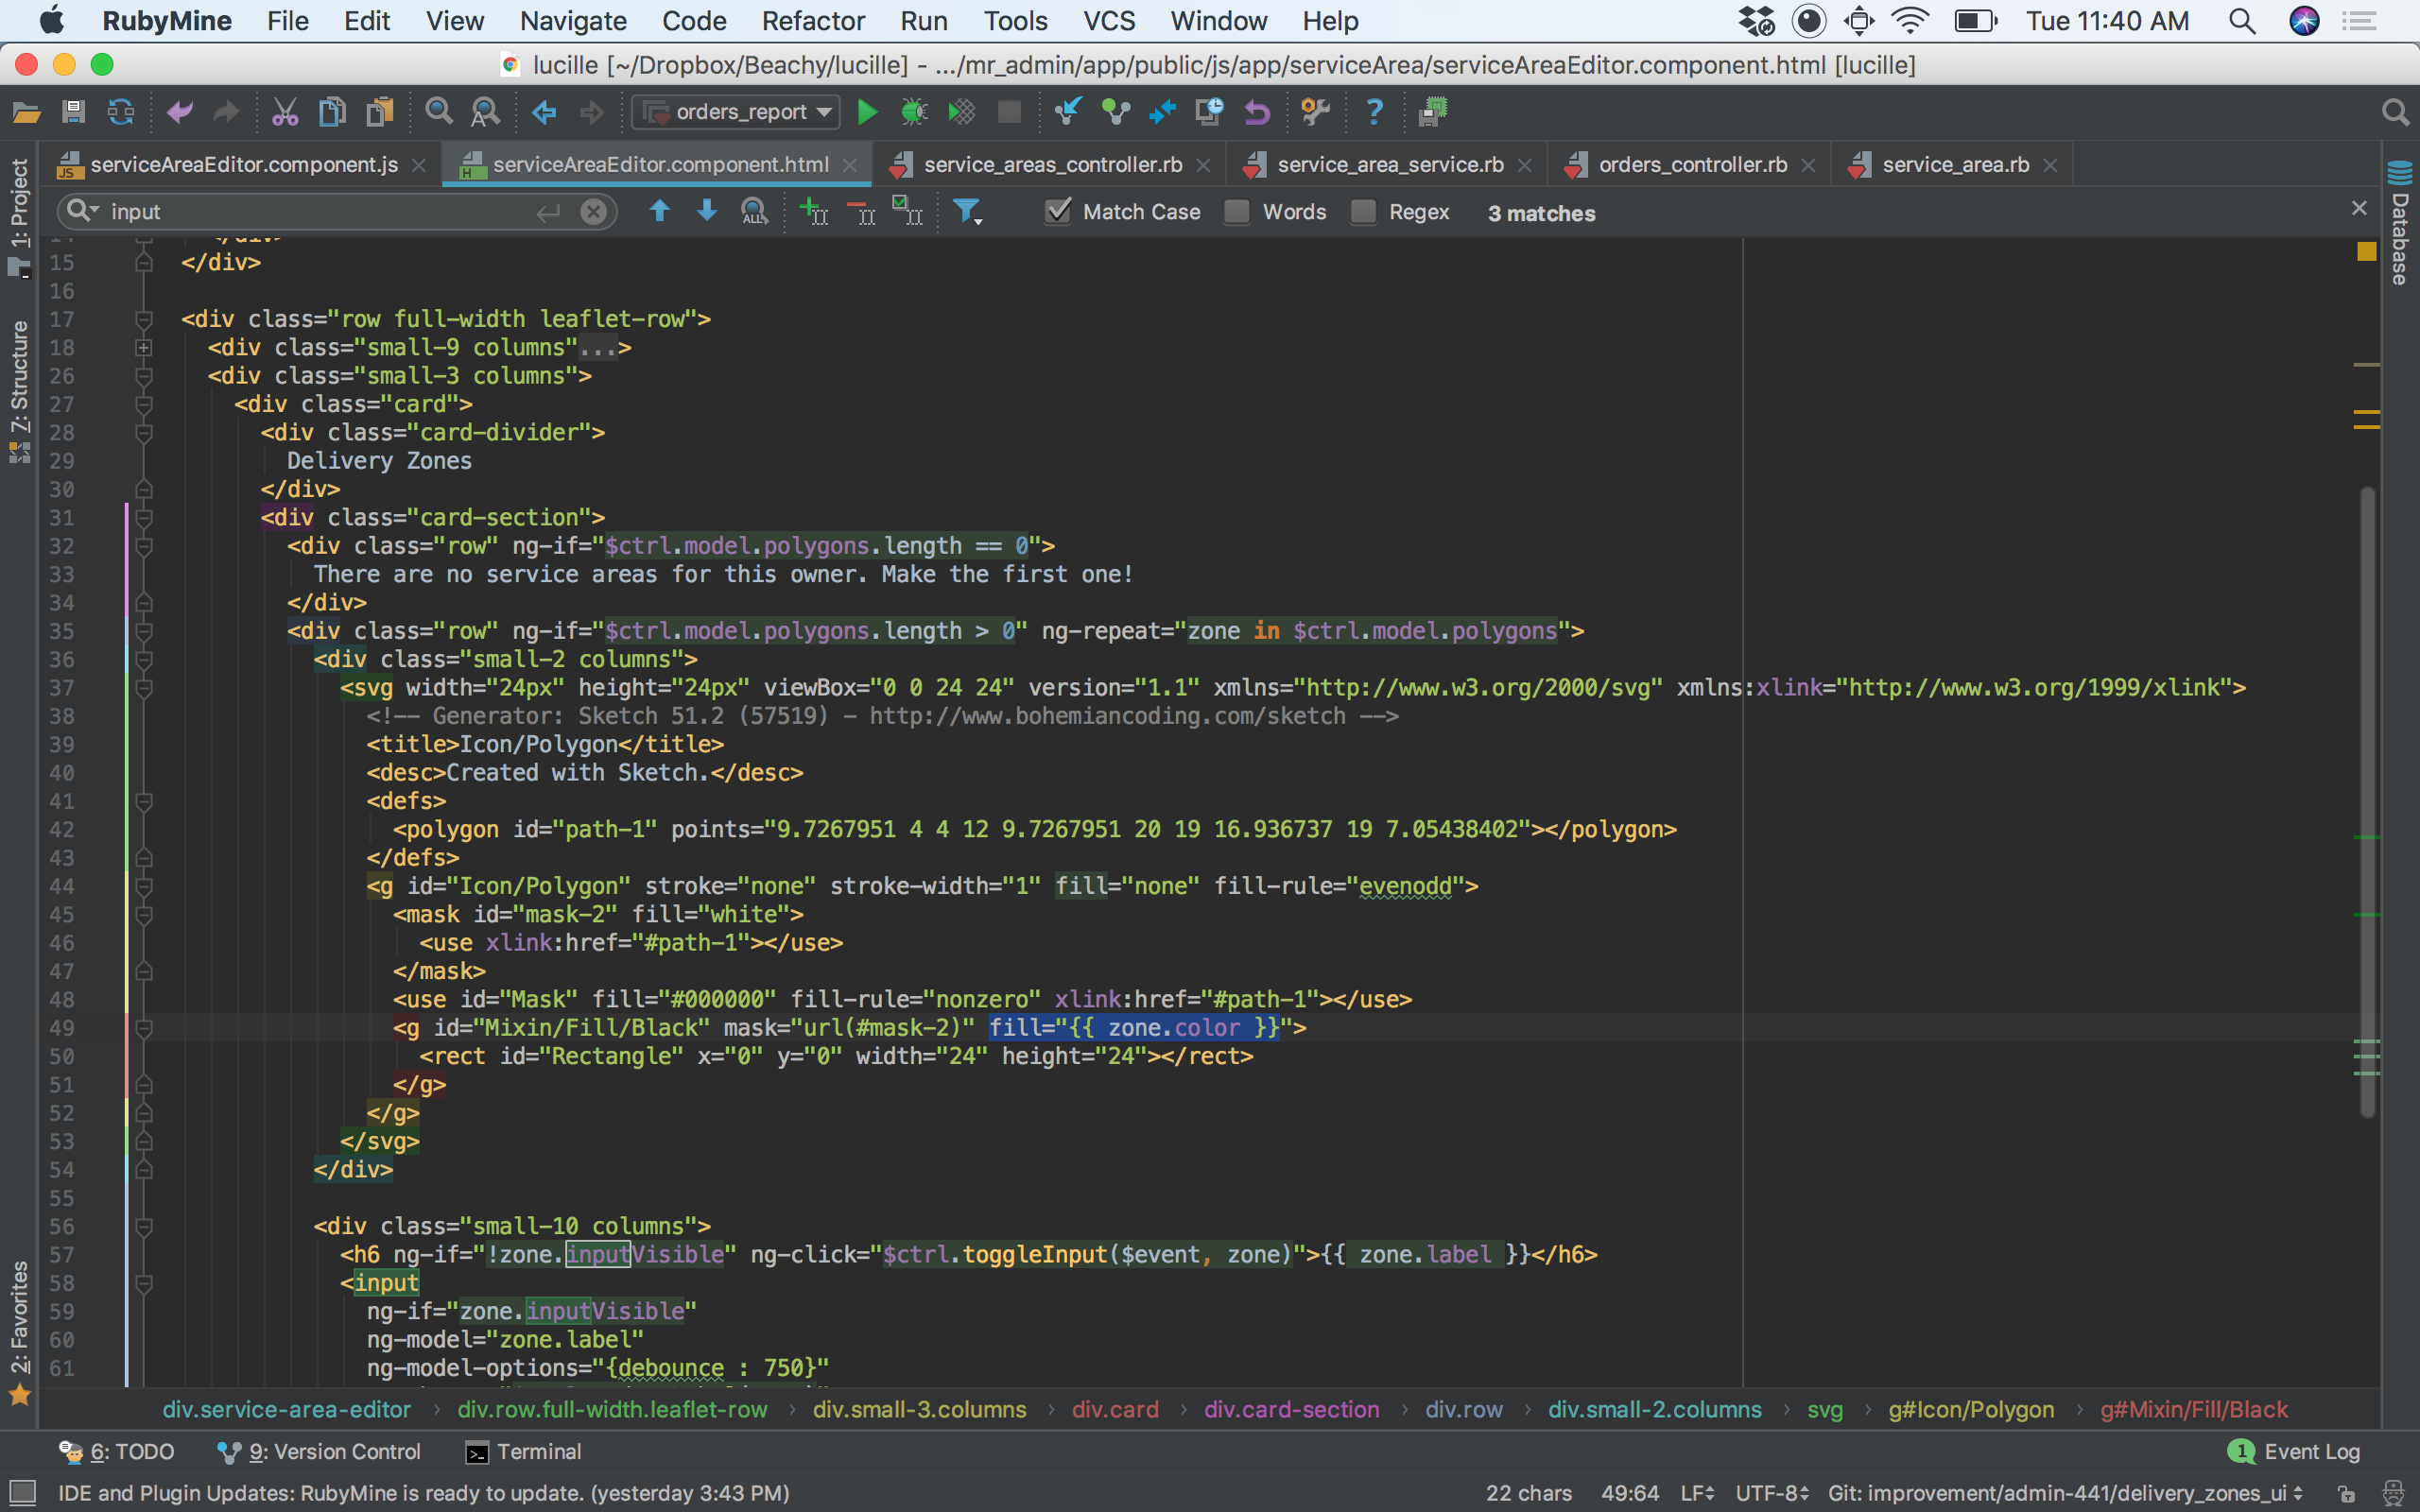 RubyMine File Edit View Navigate Code Refactor Run Tools VCS Window Help Tue 11:40 AM
lucille [~/Dropbox/Beachy/lucille] - .../mr_admin/app/public/js/app/serviceArea/serviceAreaEditor.component.html [lucille]
orders_report
serviceAreaEditor.component.js serviceAreaEditor.component.html service_areas_controller.rb service_area_service.rb orders_controller.rb service_area.rb
input Match Case Words Regex 3 matches
1: Project
Z: Structure
2: Favorites
Database
15 </div>
16
17 <div class="row full-width leaflet-row">
18 <div class="small-9 columns"...>
26 <div class="small-3 columns">
27 <div class="card">
28 <div class="card-divider">
29 Delivery Zones
30 </div>
31 <div class="card-section">
32 <div class="row" ng-if="$ctrl.model.polygons.length == 0">
33 There are no service areas for this owner. Make the first one!
34 </div>
35 <div class="row" ng-if="$ctrl.model.polygons.length > 0" ng-repeat="zone in $ctrl.model.polygons">
36 <div class="small-2 columns">
37 <svg width="24px" height="24px" viewBox="0 0 24 24" version="1.1" xmlns="http://www.w3.org/2000/svg" xmlns:xlink="http://www.w3.org/1999/xlink">
38 <!-- Generator: Sketch 51.2 (57519) - http://www.bohemiancoding.com/sketch -->
39 <title>Icon/Polygon</title>
40 <desc>Created with Sketch.</desc>
41 <defs>
42 <polygon id="path-1" points="9.7267951 4 4 12 9.7267951 20 19 16.936737 19 7.05438402"></polygon>
43 </defs>
44 <g id="Icon/Polygon" stroke="none" stroke-width="1" fill="none" fill-rule="evenodd">
45 <mask id="mask-2" fill="white">
46 <use xlink:href="#path-1"></use>
47 </mask>
48 <use id="Mask" fill="#000000" fill-rule="nonzero" xlink:href="#path-1"></use>
49 <g id="Mixin/Fill/Black" mask="url(#mask-2)" fill="{{ zone.color }}">
50 <rect id="Rectangle" x="0" y="0" width="24" height="24"></rect>
51 </g>
52 </g>
53 </svg>
54 </div>
55
56 <div class="small-10 columns">
57 <h6 ng-if="!zone.inputVisible" ng-click="$ctrl.toggleInput($event, zone)">{{ zone.label }}</h6>
58 <input
59 ng-if="zone.inputVisible"
60 ng-model="zone.label"
61 ng-model-options="{debounce : 750}"
div.service-area-editor › div.row.full-width.leaflet-row › div.small-3.columns › div.card › div.card-section › div.row › div.small-2.columns › svg › g#Icon/Polygon › g#Mixin/Fill/Black
6: TODO 9: Version Control Terminal 1 Event Log
IDE and Plugin Updates: RubyMine is ready to update. (yesterday 3:43 PM) 22 chars 49:64 LF UTF-8 Git: improvement/admin-441/delivery_zones_ui